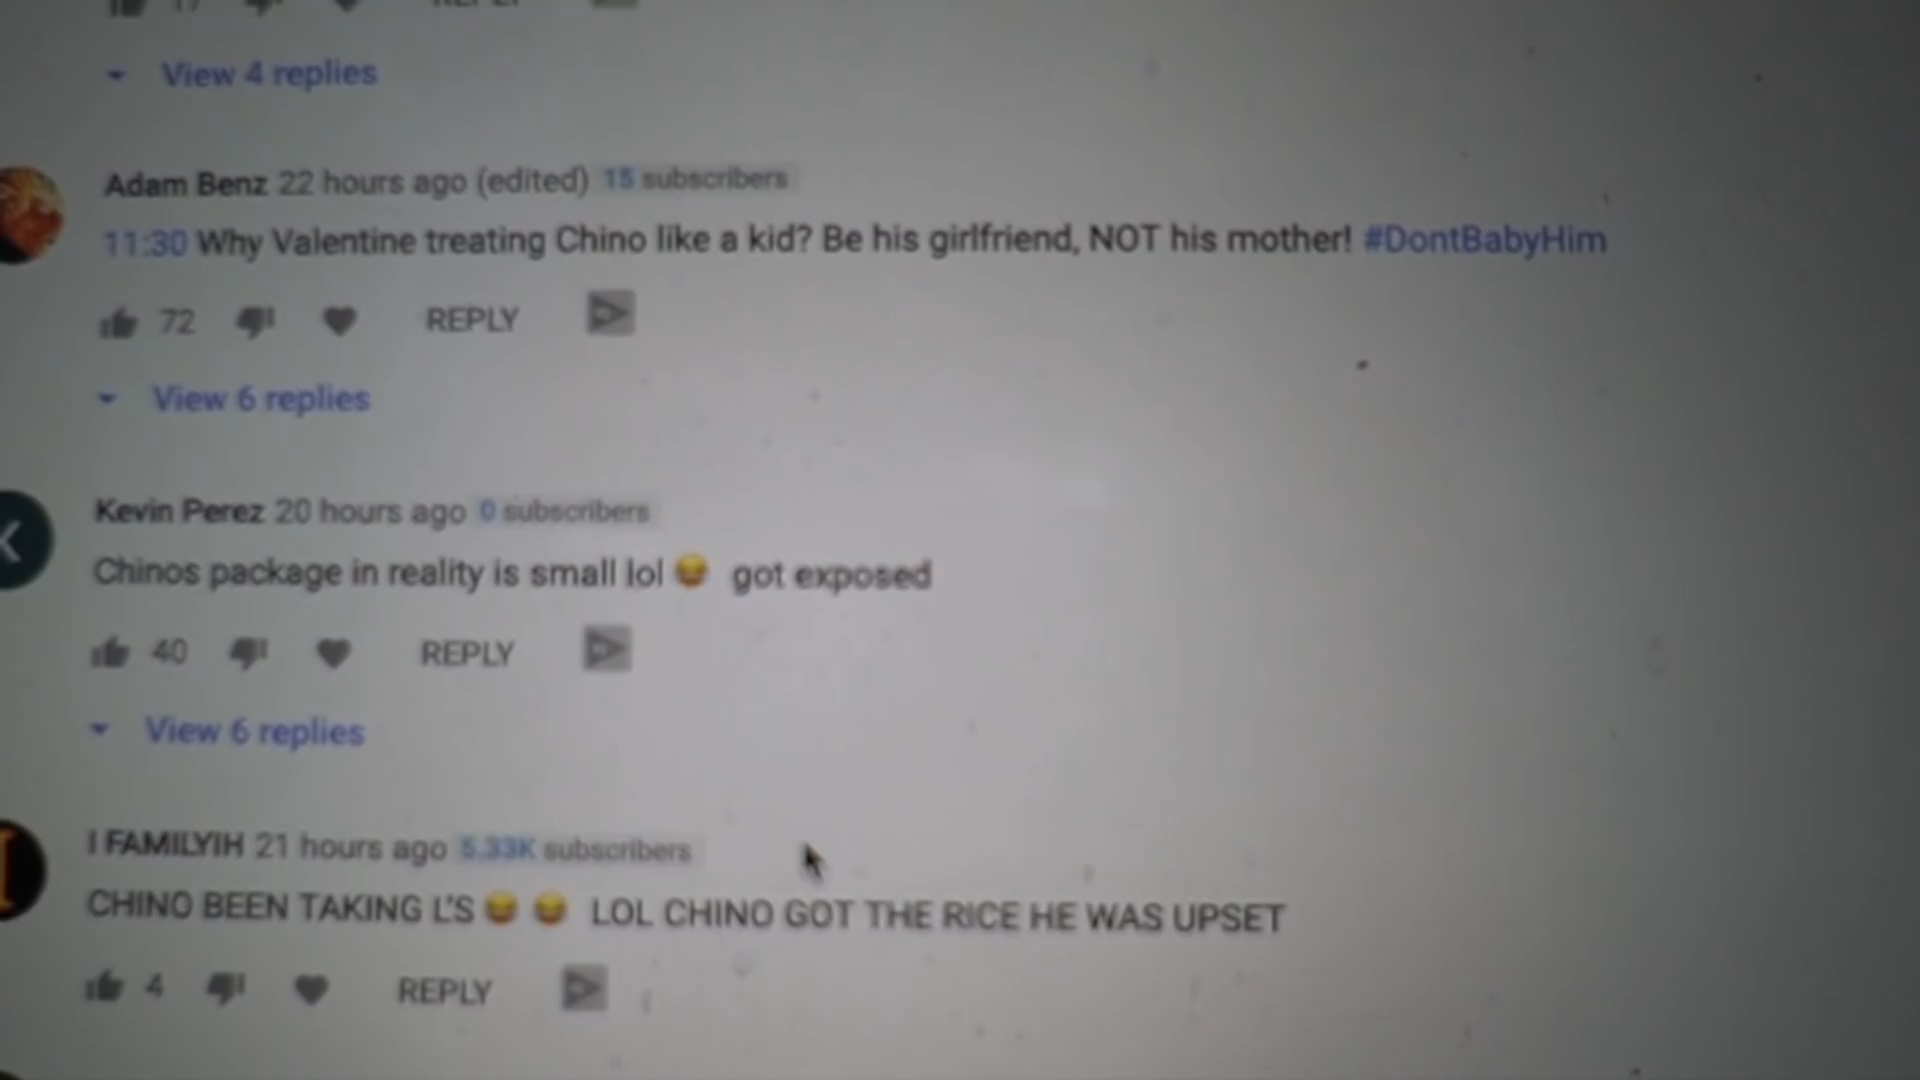 17 REPLY
View 4 replies
Adam Benz 22 hours ago (edited) 15 subscribers
11:30 Why Valentine treating Chino like a kid? Be his girlfriend, NOT his mother! #DontBabyHim
72 REPLY
View 6 replies
K
Kevin Perez 20 hours ago 0 subscribers
Chinos package in reality is small lol 😂 got exposed
40 REPLY
View 6 replies
I
I FAMILYIH 21 hours ago 5.33K subscribers
CHINO BEEN TAKING L'S 😂 😂 LOL CHINO GOT THE RICE HE WAS UPSET
4 REPLY